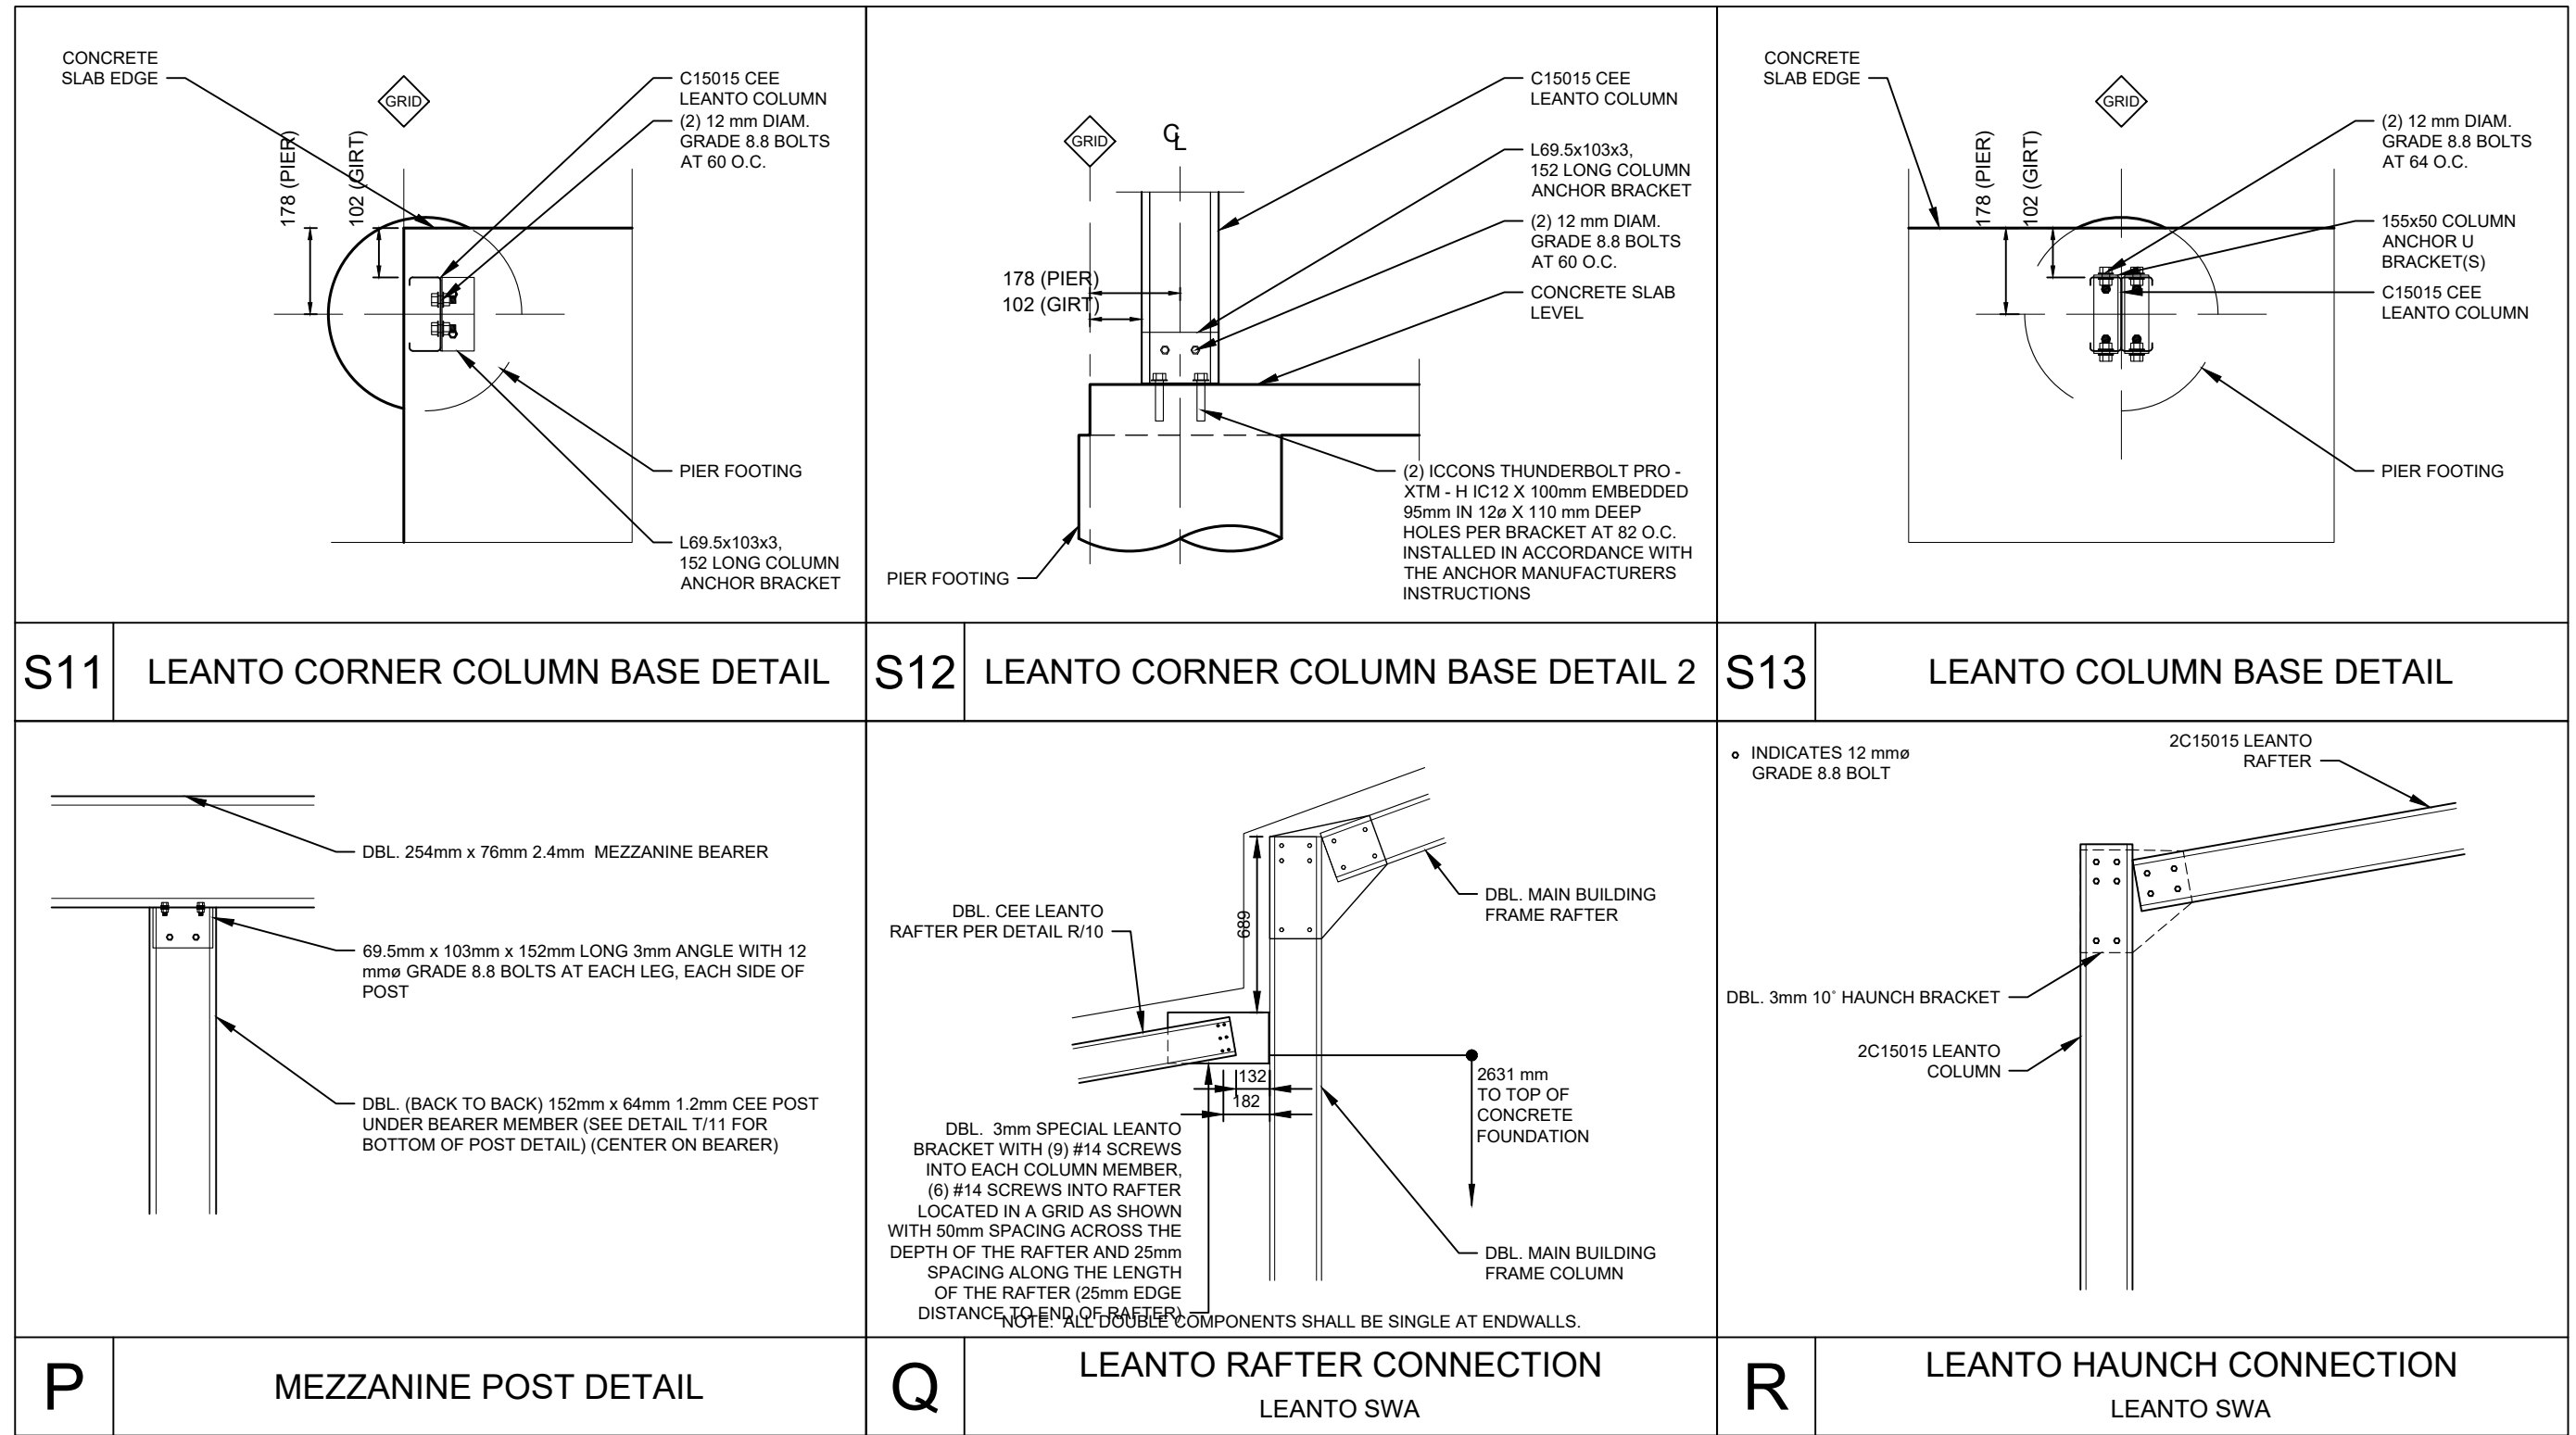 CONCRETE
SLAB EDGE
GRID
178 (PIER)
102 (GIRT)
C15015 CEE
LEANTO COLUMN
(2) 12 mm DIAM.
GRADE 8.8 BOLTS
AT 60 O.C.
PIER FOOTING
L69.5x103x3,
152 LONG COLUMN
ANCHOR BRACKET
S11
LEANTO CORNER COLUMN BASE DETAIL
GRID
CL
C15015 CEE
LEANTO COLUMN
L69.5x103x3,
152 LONG COLUMN
ANCHOR BRACKET
(2) 12 mm DIAM.
GRADE 8.8 BOLTS
AT 60 O.C.
178 (PIER)
102 (GIRT)
CONCRETE SLAB
LEVEL
(2) ICCONS THUNDERBOLT PRO -
XTM - H IC12 X 100mm EMBEDDED
95mm IN 12ø X 110 mm DEEP
HOLES PER BRACKET AT 82 O.C.
INSTALLED IN ACCORDANCE WITH
THE ANCHOR MANUFACTURERS
INSTRUCTIONS
PIER FOOTING
S12
LEANTO CORNER COLUMN BASE DETAIL 2
CONCRETE
SLAB EDGE
GRID
178 (PIER)
102 (GIRT)
(2) 12 mm DIAM.
GRADE 8.8 BOLTS
AT 64 O.C.
155x50 COLUMN
ANCHOR U
BRACKET(S)
C15015 CEE
LEANTO COLUMN
PIER FOOTING
S13
LEANTO COLUMN BASE DETAIL
DBL. 254mm x 76mm 2.4mm MEZZANINE BEARER
69.5mm x 103mm x 152mm LONG 3mm ANGLE WITH 12
mmø GRADE 8.8 BOLTS AT EACH LEG, EACH SIDE OF
POST
DBL. (BACK TO BACK) 152mm x 64mm 1.2mm CEE POST
UNDER BEARER MEMBER (SEE DETAIL T/11 FOR
BOTTOM OF POST DETAIL) (CENTER ON BEARER)
P
MEZZANINE POST DETAIL
DBL. CEE LEANTO
RAFTER PER DETAIL R/10
689
DBL. MAIN BUILDING
FRAME RAFTER
132
182
2631 mm
TO TOP OF
CONCRETE
FOUNDATION
DBL. 3mm SPECIAL LEANTO
BRACKET WITH (9) #14 SCREWS
INTO EACH COLUMN MEMBER,
(6) #14 SCREWS INTO RAFTER
LOCATED IN A GRID AS SHOWN
WITH 50mm SPACING ACROSS THE
DEPTH OF THE RAFTER AND 25mm
SPACING ALONG THE LENGTH
OF THE RAFTER (25mm EDGE
DISTANCE TO END OF RAFTER)
DBL. MAIN BUILDING
FRAME COLUMN
NOTE: ALL DOUBLE COMPONENTS SHALL BE SINGLE AT ENDWALLS.
Q
LEANTO RAFTER CONNECTION
LEANTO SWA
INDICATES 12 mmø
GRADE 8.8 BOLT
2C15015 LEANTO
RAFTER
DBL. 3mm 10° HAUNCH BRACKET
2C15015 LEANTO
COLUMN
R
LEANTO HAUNCH CONNECTION
LEANTO SWA